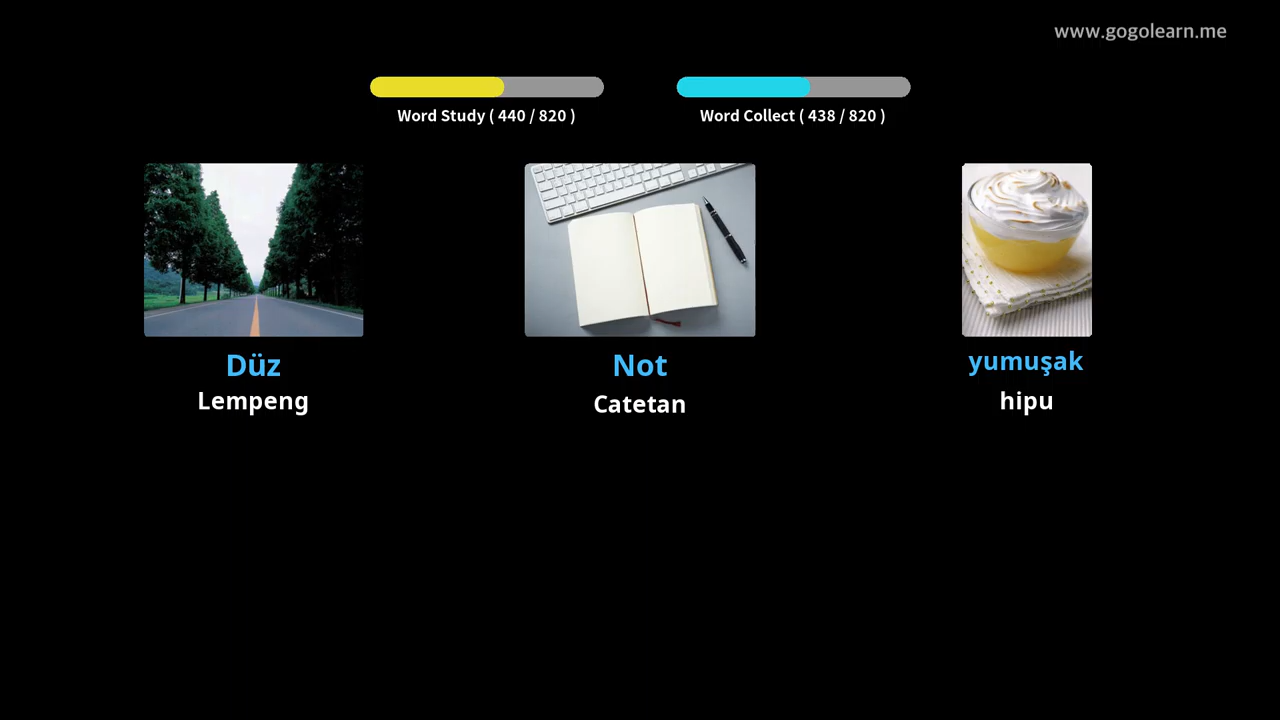 www.gogolearn.me
Word Study ( 440 / 820 )
Word Collect ( 438 / 820 )
Düz
Lempeng
Not
Catetan
yumuşak
hipu